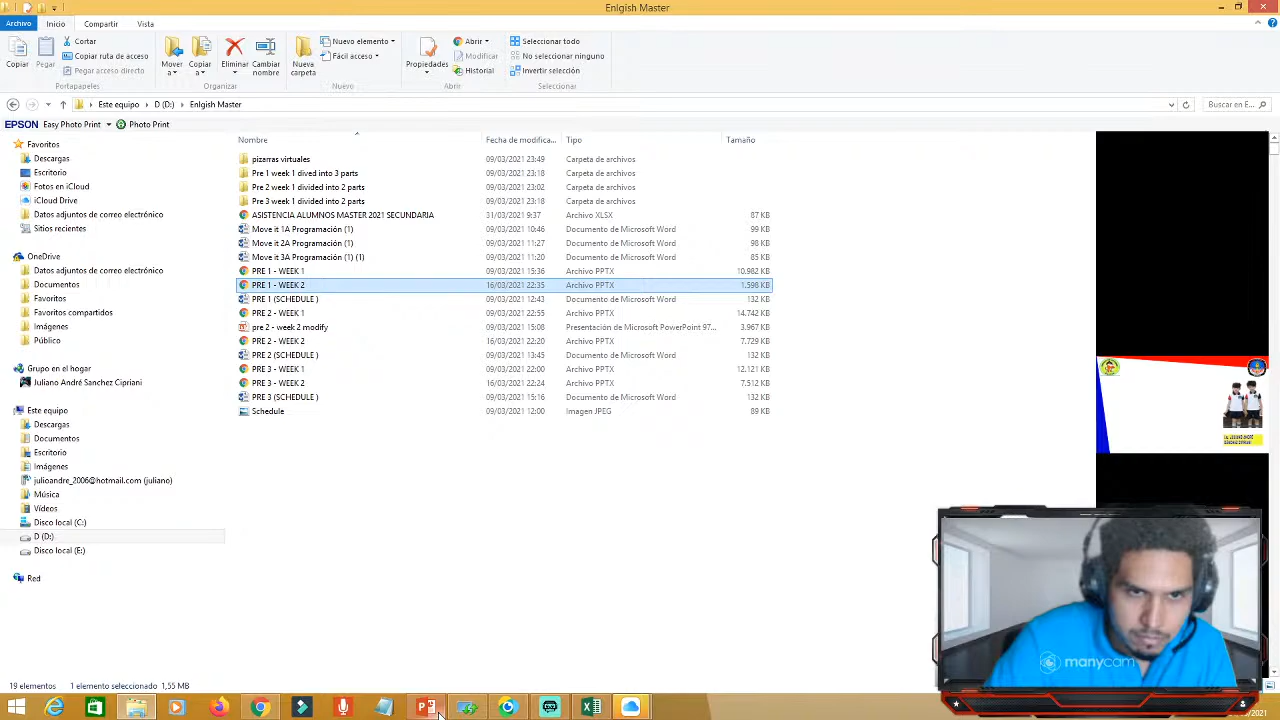 Enlgish Master
Archivo Inicio Compartir Vista
Copiar Pegar Cortar Copiar ruta de acceso Pegar acceso directo
Mover a Copiar a Eliminar Cambiar nombre Nueva carpeta Nuevo elemento Fácil acceso
Propiedades Abrir Modificar Historial
Seleccionar todo No seleccionar ninguno Invertir selección
Portapapeles Organizar Nuevo Abrir Seleccionar
Este equipo D (D:) Enlgish Master Buscar en E...
EPSON Easy Photo Print Photo Print
Nombre Fecha de modifica... Tipo Tamaño
pizarras virtuales 09/03/2021 23:49 Carpeta de archivos
Pre 1 week 1 dived into 3 parts 09/03/2021 23:18 Carpeta de archivos
Pre 2 week 1 divided into 2 parts 09/03/2021 23:02 Carpeta de archivos
Pre 3 week 1 divided into 2 parts 09/03/2021 23:18 Carpeta de archivos
ASISTENCIA ALUMNOS MASTER 2021 SECUNDARIA 31/03/2021 9:37 Archivo XLSX 87 KB
Move it 1A Programación (1) 09/03/2021 10:46 Documento de Microsoft Word 99 KB
Move it 2A Programación (1) 09/03/2021 11:27 Documento de Microsoft Word 98 KB
Move it 3A Programación (1) (1) 09/03/2021 11:20 Documento de Microsoft Word 85 KB
PRE 1 - WEEK 1 09/03/2021 15:36 Archivo PPTX 10.982 KB
PRE 1 - WEEK 2 16/03/2021 22:35 Archivo PPTX 1.598 KB
PRE 1 (SCHEDULE ) 09/03/2021 12:43 Documento de Microsoft Word 132 KB
PRE 2 - WEEK 1 09/03/2021 22:55 Archivo PPTX 14.742 KB
pre 2 - week 2 modify 09/03/2021 15:08 Presentación de Microsoft PowerPoint 97... 3.967 KB
PRE 2 - WEEK 2 16/03/2021 22:20 Archivo PPTX 7.729 KB
PRE 2 (SCHEDULE ) 09/03/2021 13:45 Documento de Microsoft Word 132 KB
PRE 3 - WEEK 1 09/03/2021 22:00 Archivo PPTX 12.121 KB
PRE 3 - WEEK 2 16/03/2021 22:24 Archivo PPTX 7.512 KB
PRE 3 (SCHEDULE ) 09/03/2021 15:16 Documento de Microsoft Word 132 KB
Schedule 09/03/2021 12:00 Imagen JPEG 89 KB
Favoritos
Descargas
Escritorio
Fotos en iCloud
iCloud Drive
Datos adjuntos de correo electrónico
Sitios recientes
OneDrive
Datos adjuntos de correo electrónico
Documentos
Favoritos
Favoritos compartidos
Imágenes
Público
Grupo en el hogar
Juliano André Sanchez Cipriani
Este equipo
Descargas
Documentos
Escritorio
Imágenes
julioandre_2006@hotmail.com (juliano)
Música
Vídeos
Disco local (C:)
D (D:)
Disco local (E:)
Red
manycam
19 elementos 1 elemento seleccionado 1,55 MB